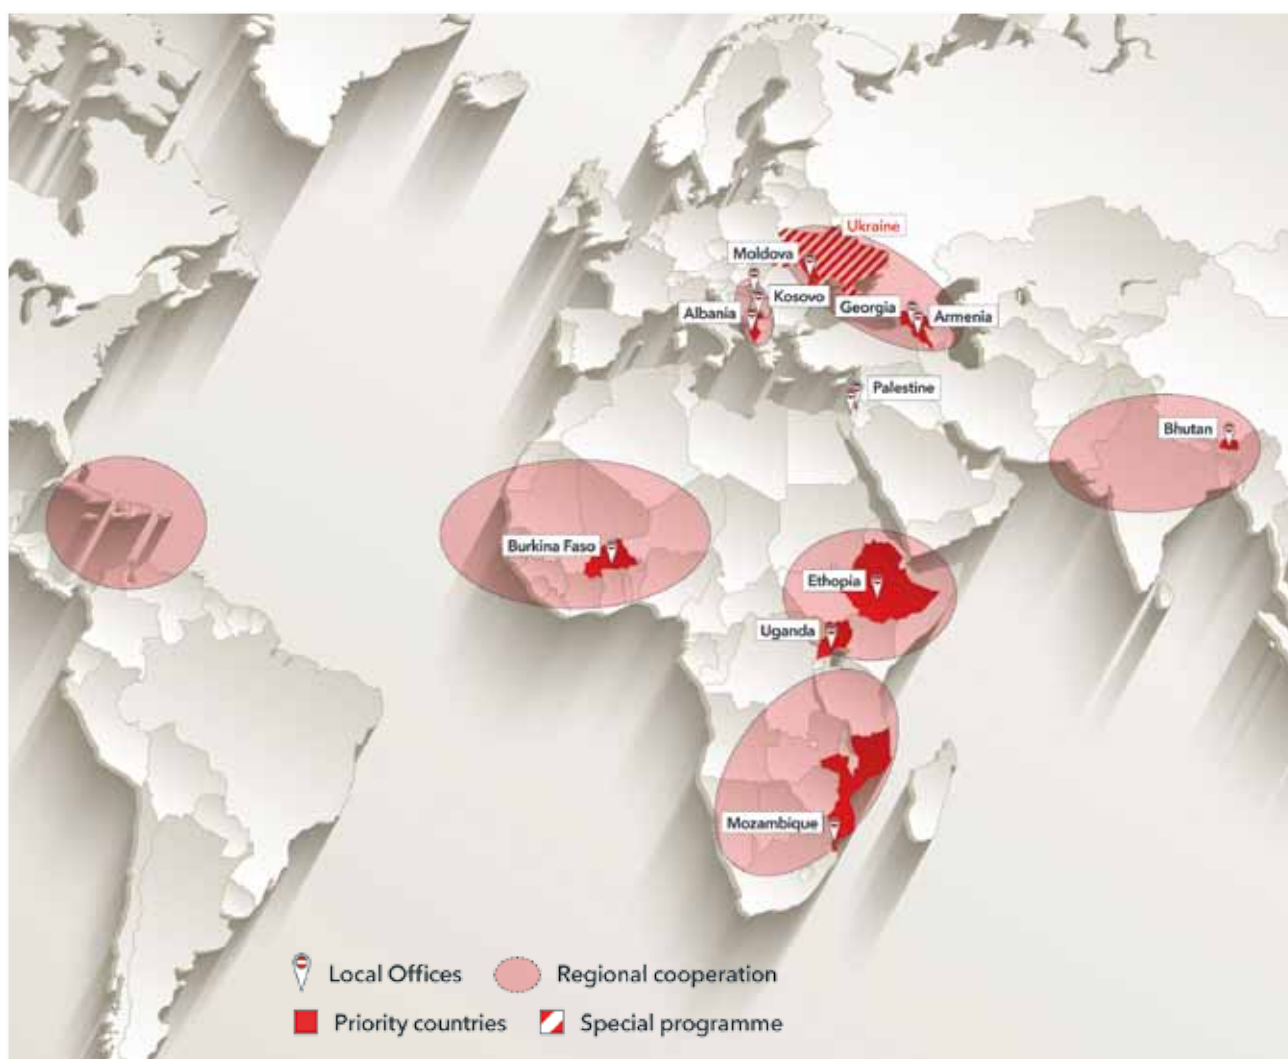 Ukraine
Moldova
Kosovo
Albania
Georgia
Armenia
Palestine
Bhutan
Burkina Faso
Ethopia
Uganda
Mozambique
Local Offices
Regional cooperation
Priority countries
Special programme